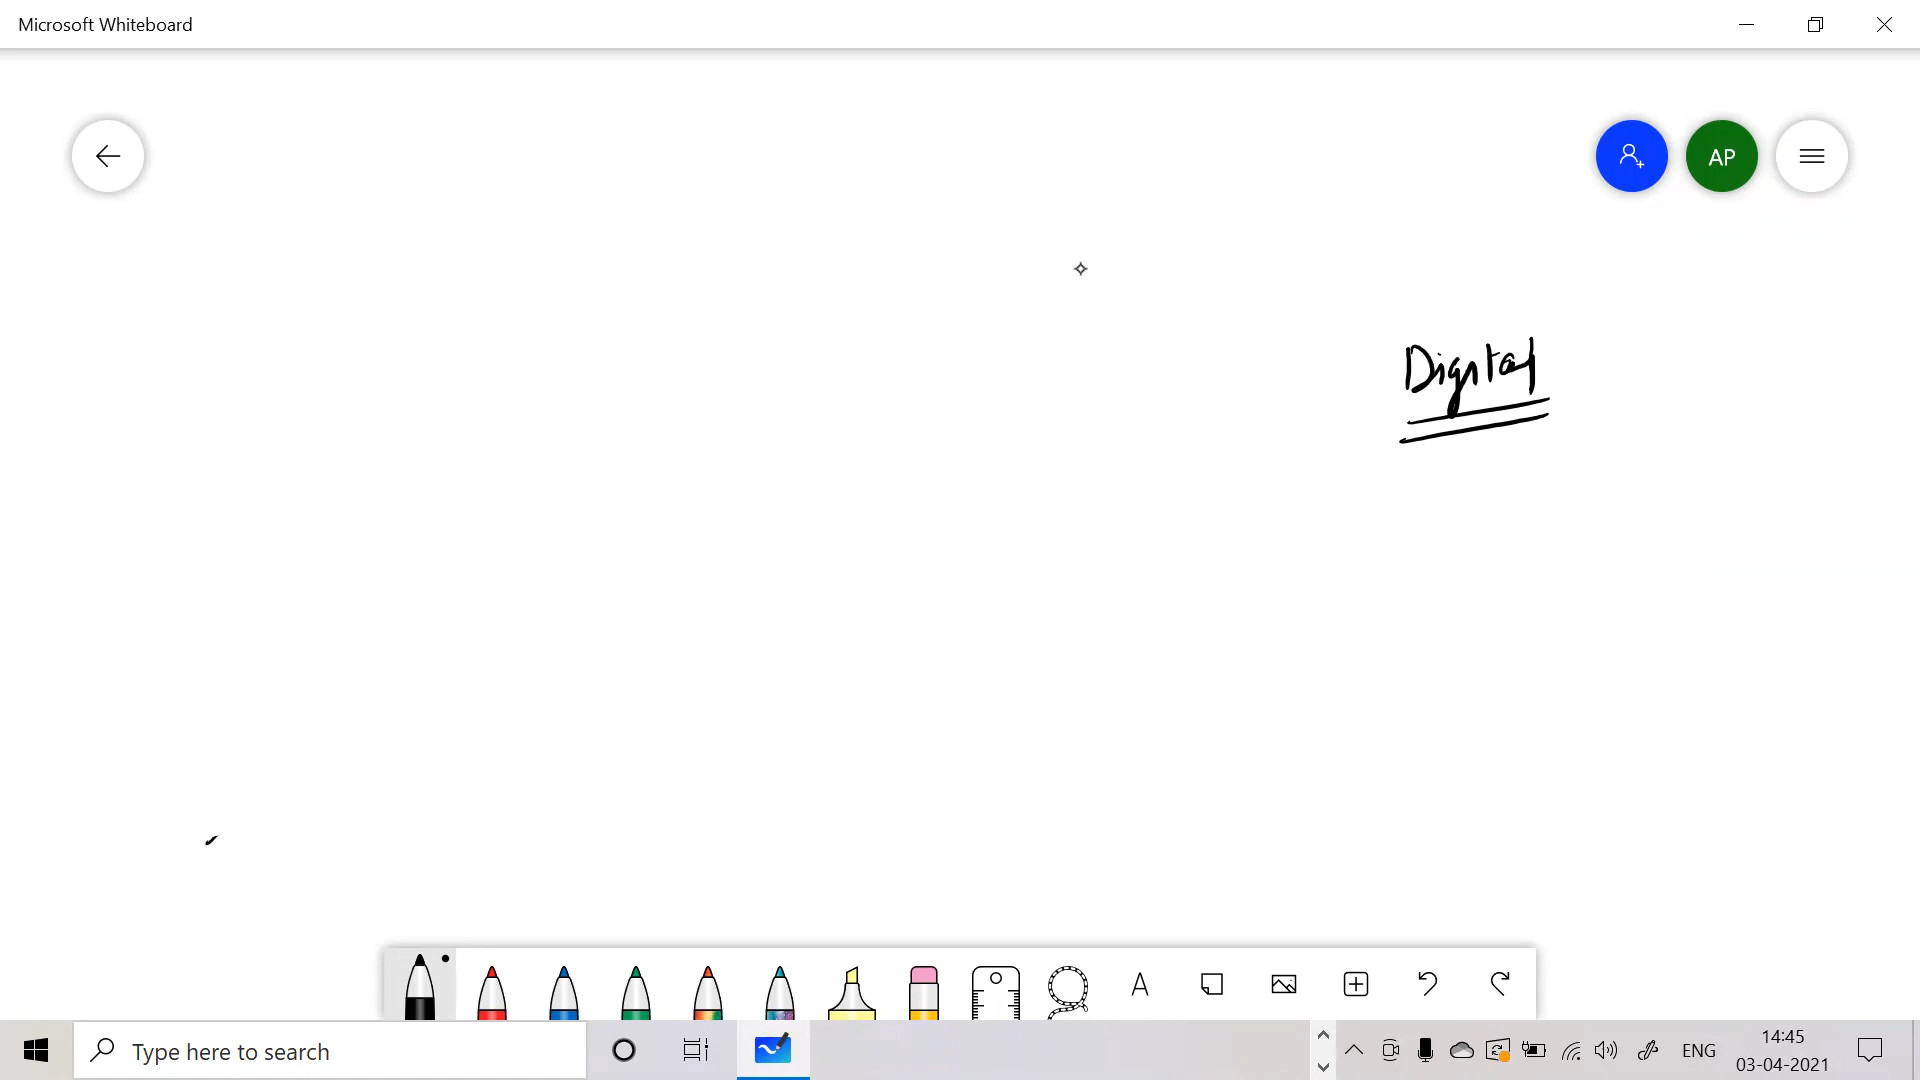 Microsoft Whiteboard
AP
Digital
A
Type here to search
ENG
14:45
03-04-2021